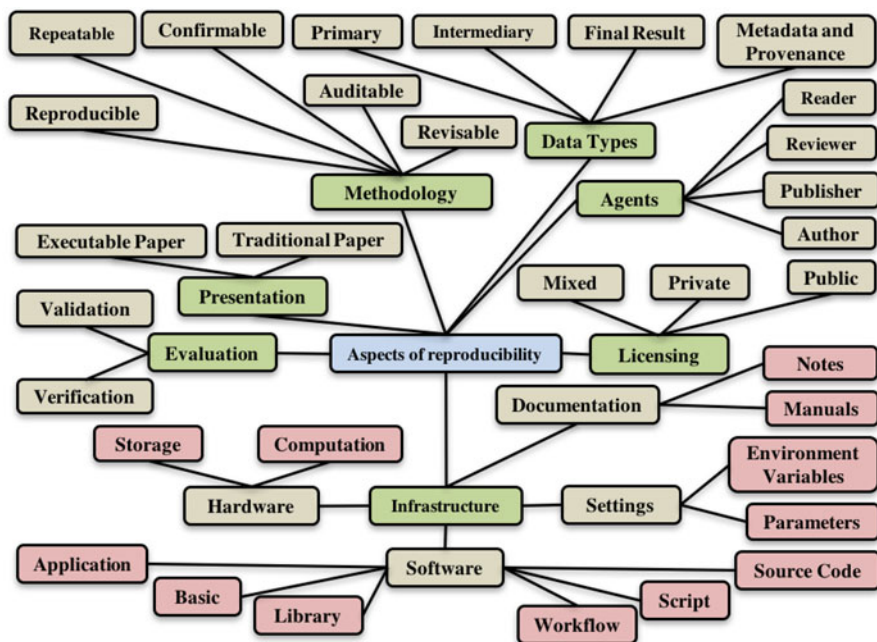 Repeatable
Confirmable
Primary
Intermediary
Final Result
Metadata and
Provenance
Reproducible
Auditable
Revisable
Data Types
Reader
Reviewer
Methodology
Agents
Publisher
Author
Executable Paper
Traditional Paper
Presentation
Mixed
Private
Public
Validation
Evaluation
Aspects of reproducibility
Licensing
Verification
Documentation
Notes
Manuals
Storage
Computation
Environment
Variables
Hardware
Infrastructure
Settings
Parameters
Application
Software
Source Code
Basic
Library
Workflow
Script